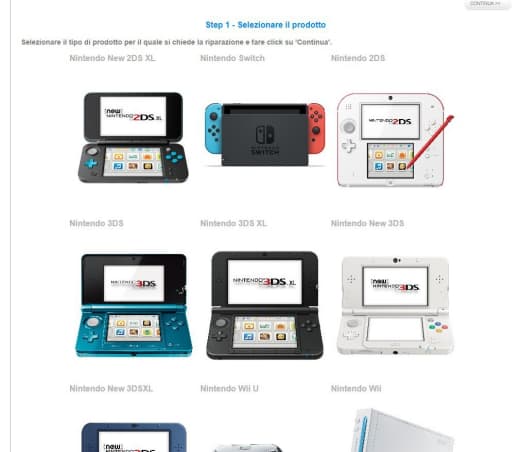 CONTINUA >>
Step 1 - Selezionare il prodotto
Selezionare il tipo di prodotto per il quale si chiede la riparazione e fare click su 'Continua'.
Nintendo New 2DS XL
Nintendo Switch
Nintendo 2DS
new
NINTENDO 2DS XL
NINTENDO
SWITCH
NINTENDO 2DS
Nintendo 3DS
Nintendo 3DS XL
Nintendo New 3DS
NINTENDO 3DS
NINTENDO 3DS XL
new
NINTENDO 3DS
Nintendo New 3DSXL
Nintendo Wii U
Nintendo Wii
new